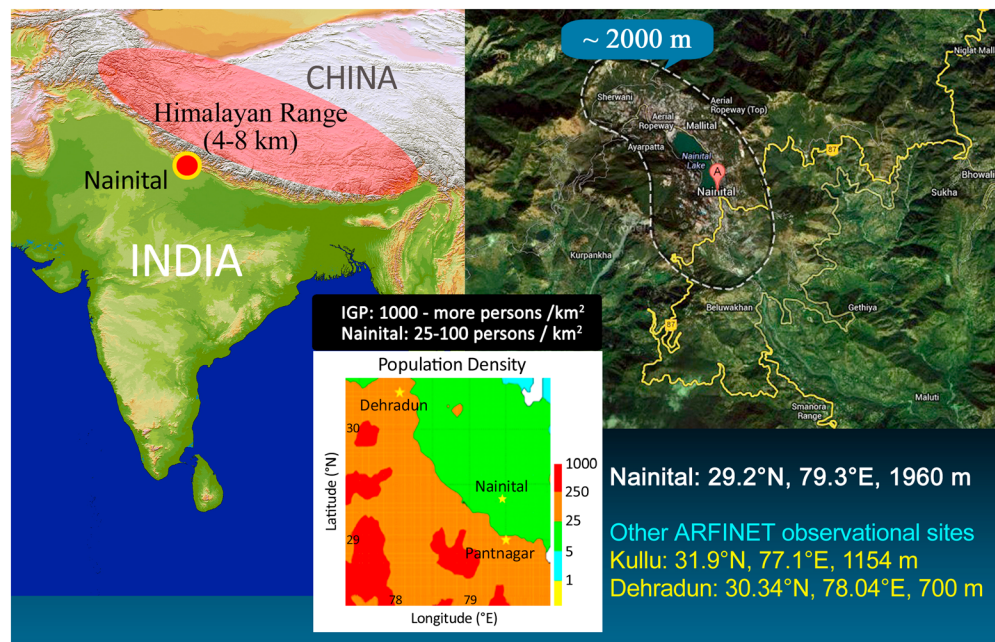 CHINA
Himalayan Range
(4-8 km)
Nainital
INDIA
~ 2000 m
Niglat Mall
Sherwani
Aerial
Ropeway (Top)
Aerial
Ropeway
Mallital
Ayarpatta
Nainital
Lake
A
Nainital
87
Bhowali
Sukha
Kurpankha
87
Beluwakhan
Gethiya
Maluti
Smanora
Range
IGP: 1000 - more persons /km²
Nainital: 25-100 persons / km²
Population Density
Dehradun
30
Nainital
29
Pantnagar
78
79
Latitude (°N)
Longitude (°E)
1000
250
25
5
1
Nainital: 29.2°N, 79.3°E, 1960 m
Other ARFINET observational sites
Kullu: 31.9°N, 77.1°E, 1154 m
Dehradun: 30.34°N, 78.04°E, 700 m